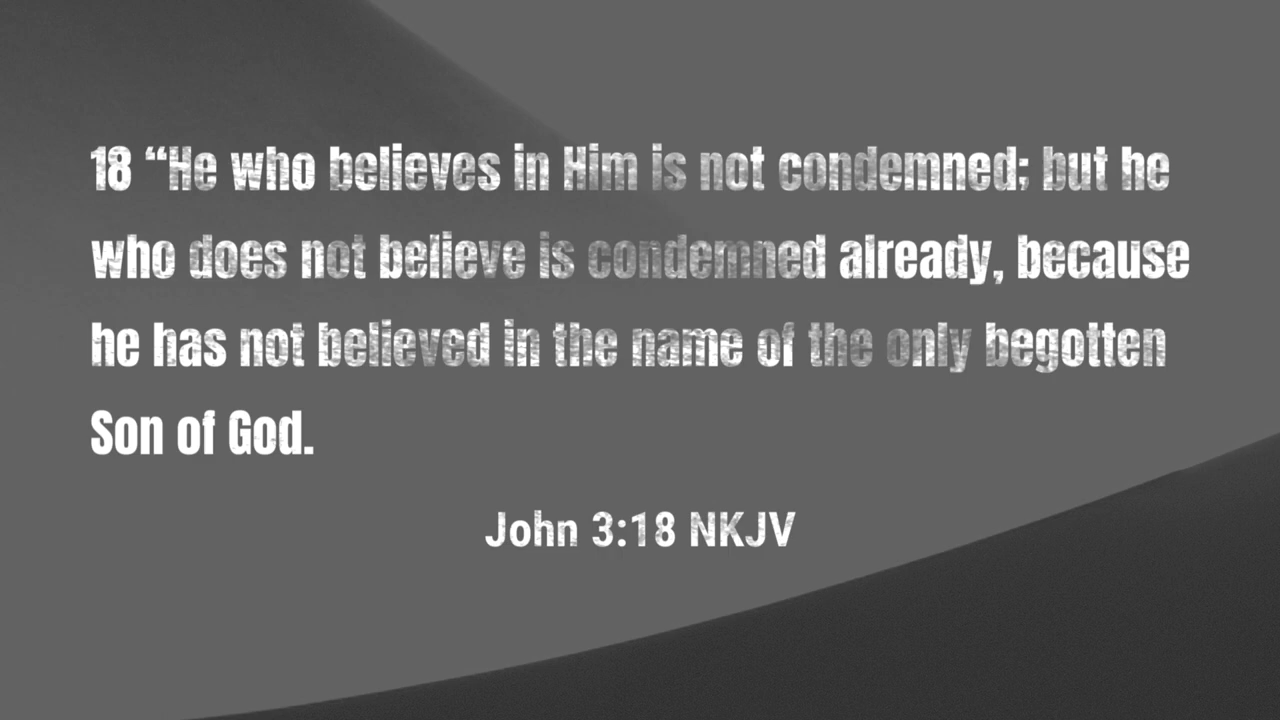 18 “He who believes in Him is not condemned; but he
who does not believe is condemned already, because
he has not believed in the name of the only begotten
Son of God.
John 3:18 NKJV